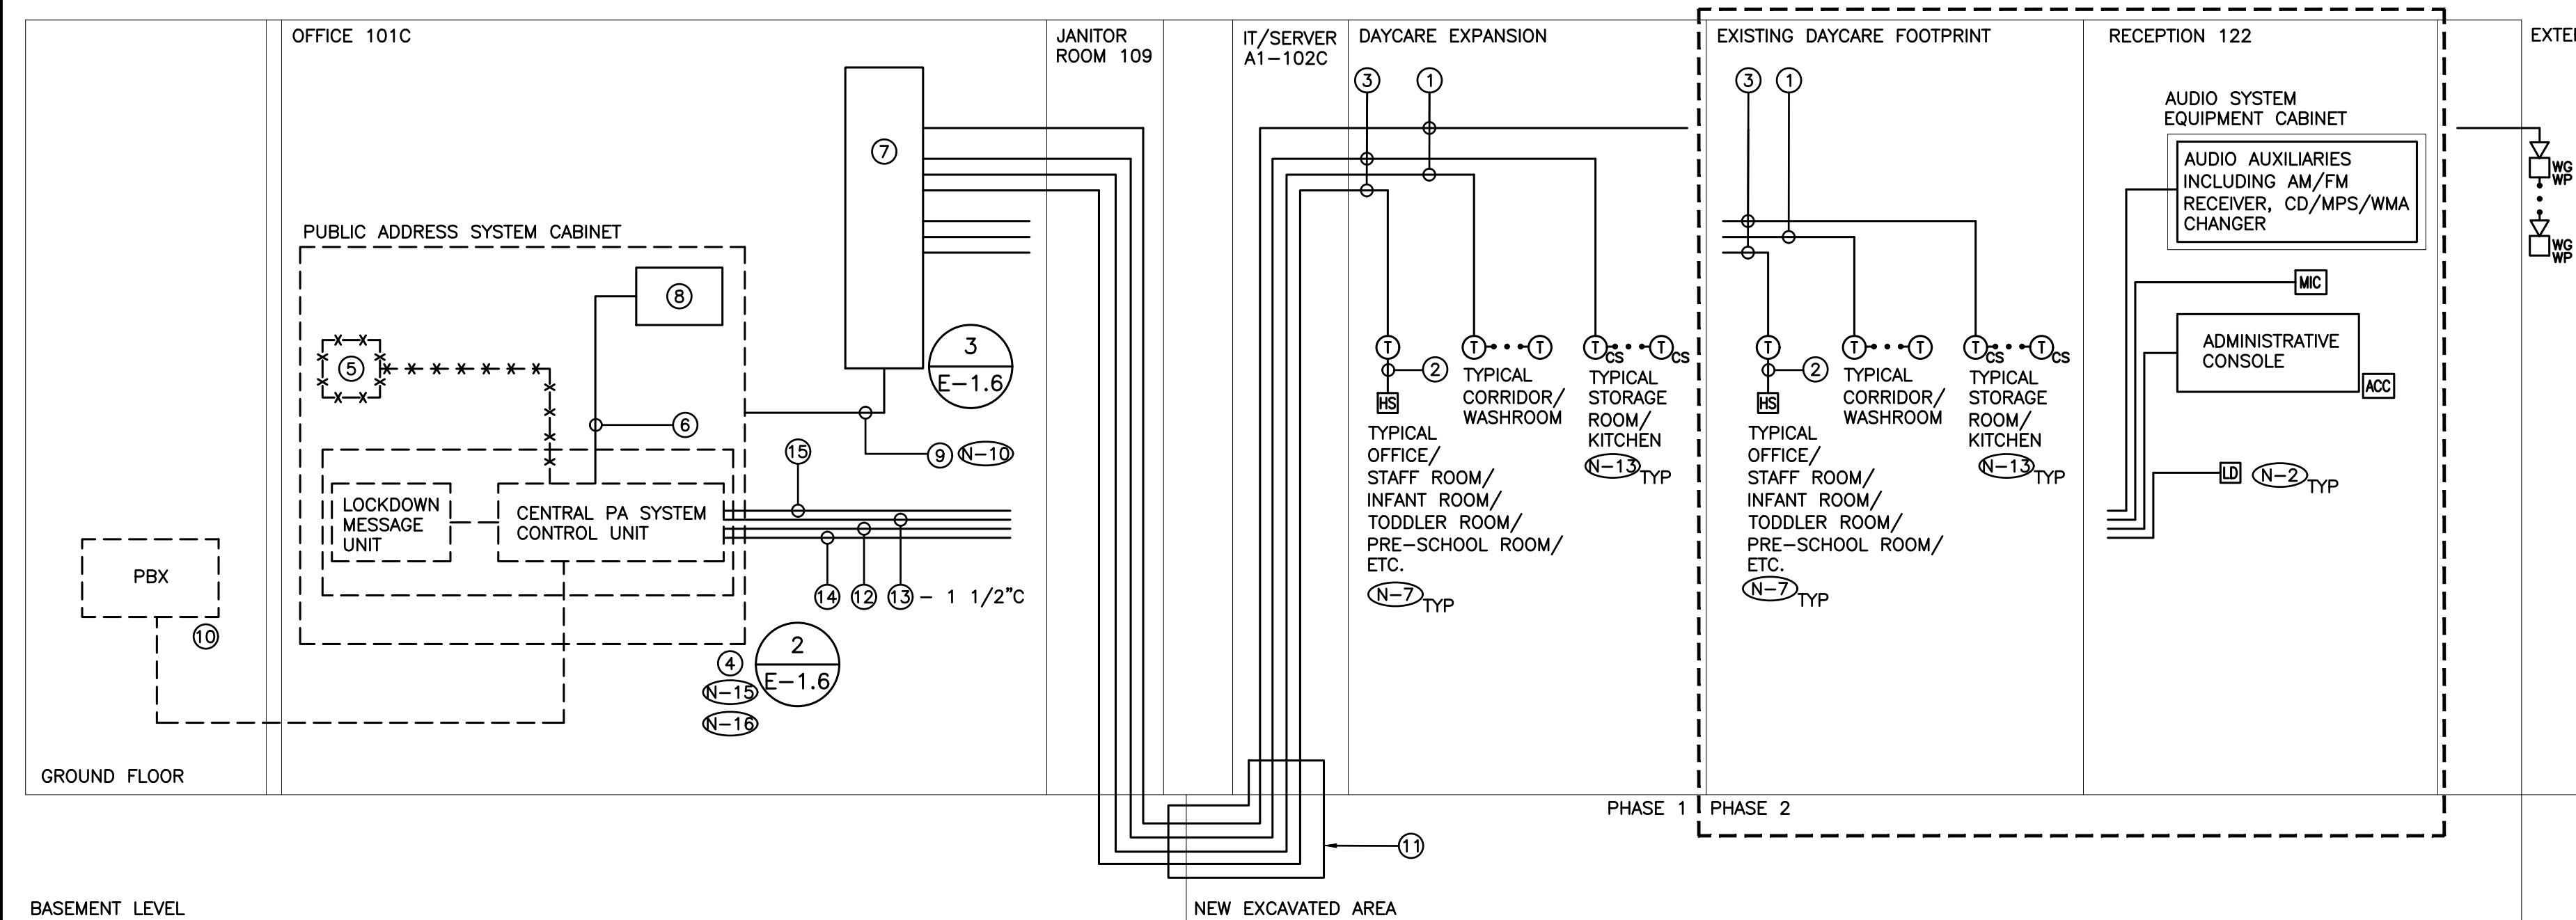 OFFICE 101C
JANITOR
ROOM 109
IT/SERVER
A1-102C
DAYCARE EXPANSION
EXISTING DAYCARE FOOTPRINT
RECEPTION 122
3
1
3
1
AUDIO SYSTEM
EQUIPMENT CABINET
AUDIO AUXILIARIES
INCLUDING AM/FM
RECEIVER, CD/MPS/WMA
CHANGER
WG
WP
WG
WP
7
PUBLIC ADDRESS SYSTEM CABINET
8
MIC
5
3
E-1.6
T
T
T
T
CS
T
CS
T
T
T
T
CS
T
CS
ADMINISTRATIVE
CONSOLE
ACC
2
HS
TYPICAL
OFFICE/
STAFF ROOM/
INFANT ROOM/
TODDLER ROOM/
PRE-SCHOOL ROOM/
ETC.
N-7
TYP
TYPICAL
CORRIDOR/
WASHROOM
TYPICAL
STORAGE
ROOM/
KITCHEN
N-13
TYP
2
HS
TYPICAL
OFFICE/
STAFF ROOM/
INFANT ROOM/
TODDLER ROOM/
PRE-SCHOOL ROOM/
ETC.
N-7
TYP
TYPICAL
CORRIDOR/
WASHROOM
TYPICAL
STORAGE
ROOM/
KITCHEN
N-13
TYP
6
9
N-10
15
LD
N-2
TYP
LOCKDOWN
MESSAGE
UNIT
CENTRAL PA SYSTEM
CONTROL UNIT
PBX
10
14
12
13 - 1 1/2"C
4
N-15
N-16
2
E-1.6
GROUND FLOOR
PHASE 1
PHASE 2
11
BASEMENT LEVEL
NEW EXCAVATED AREA